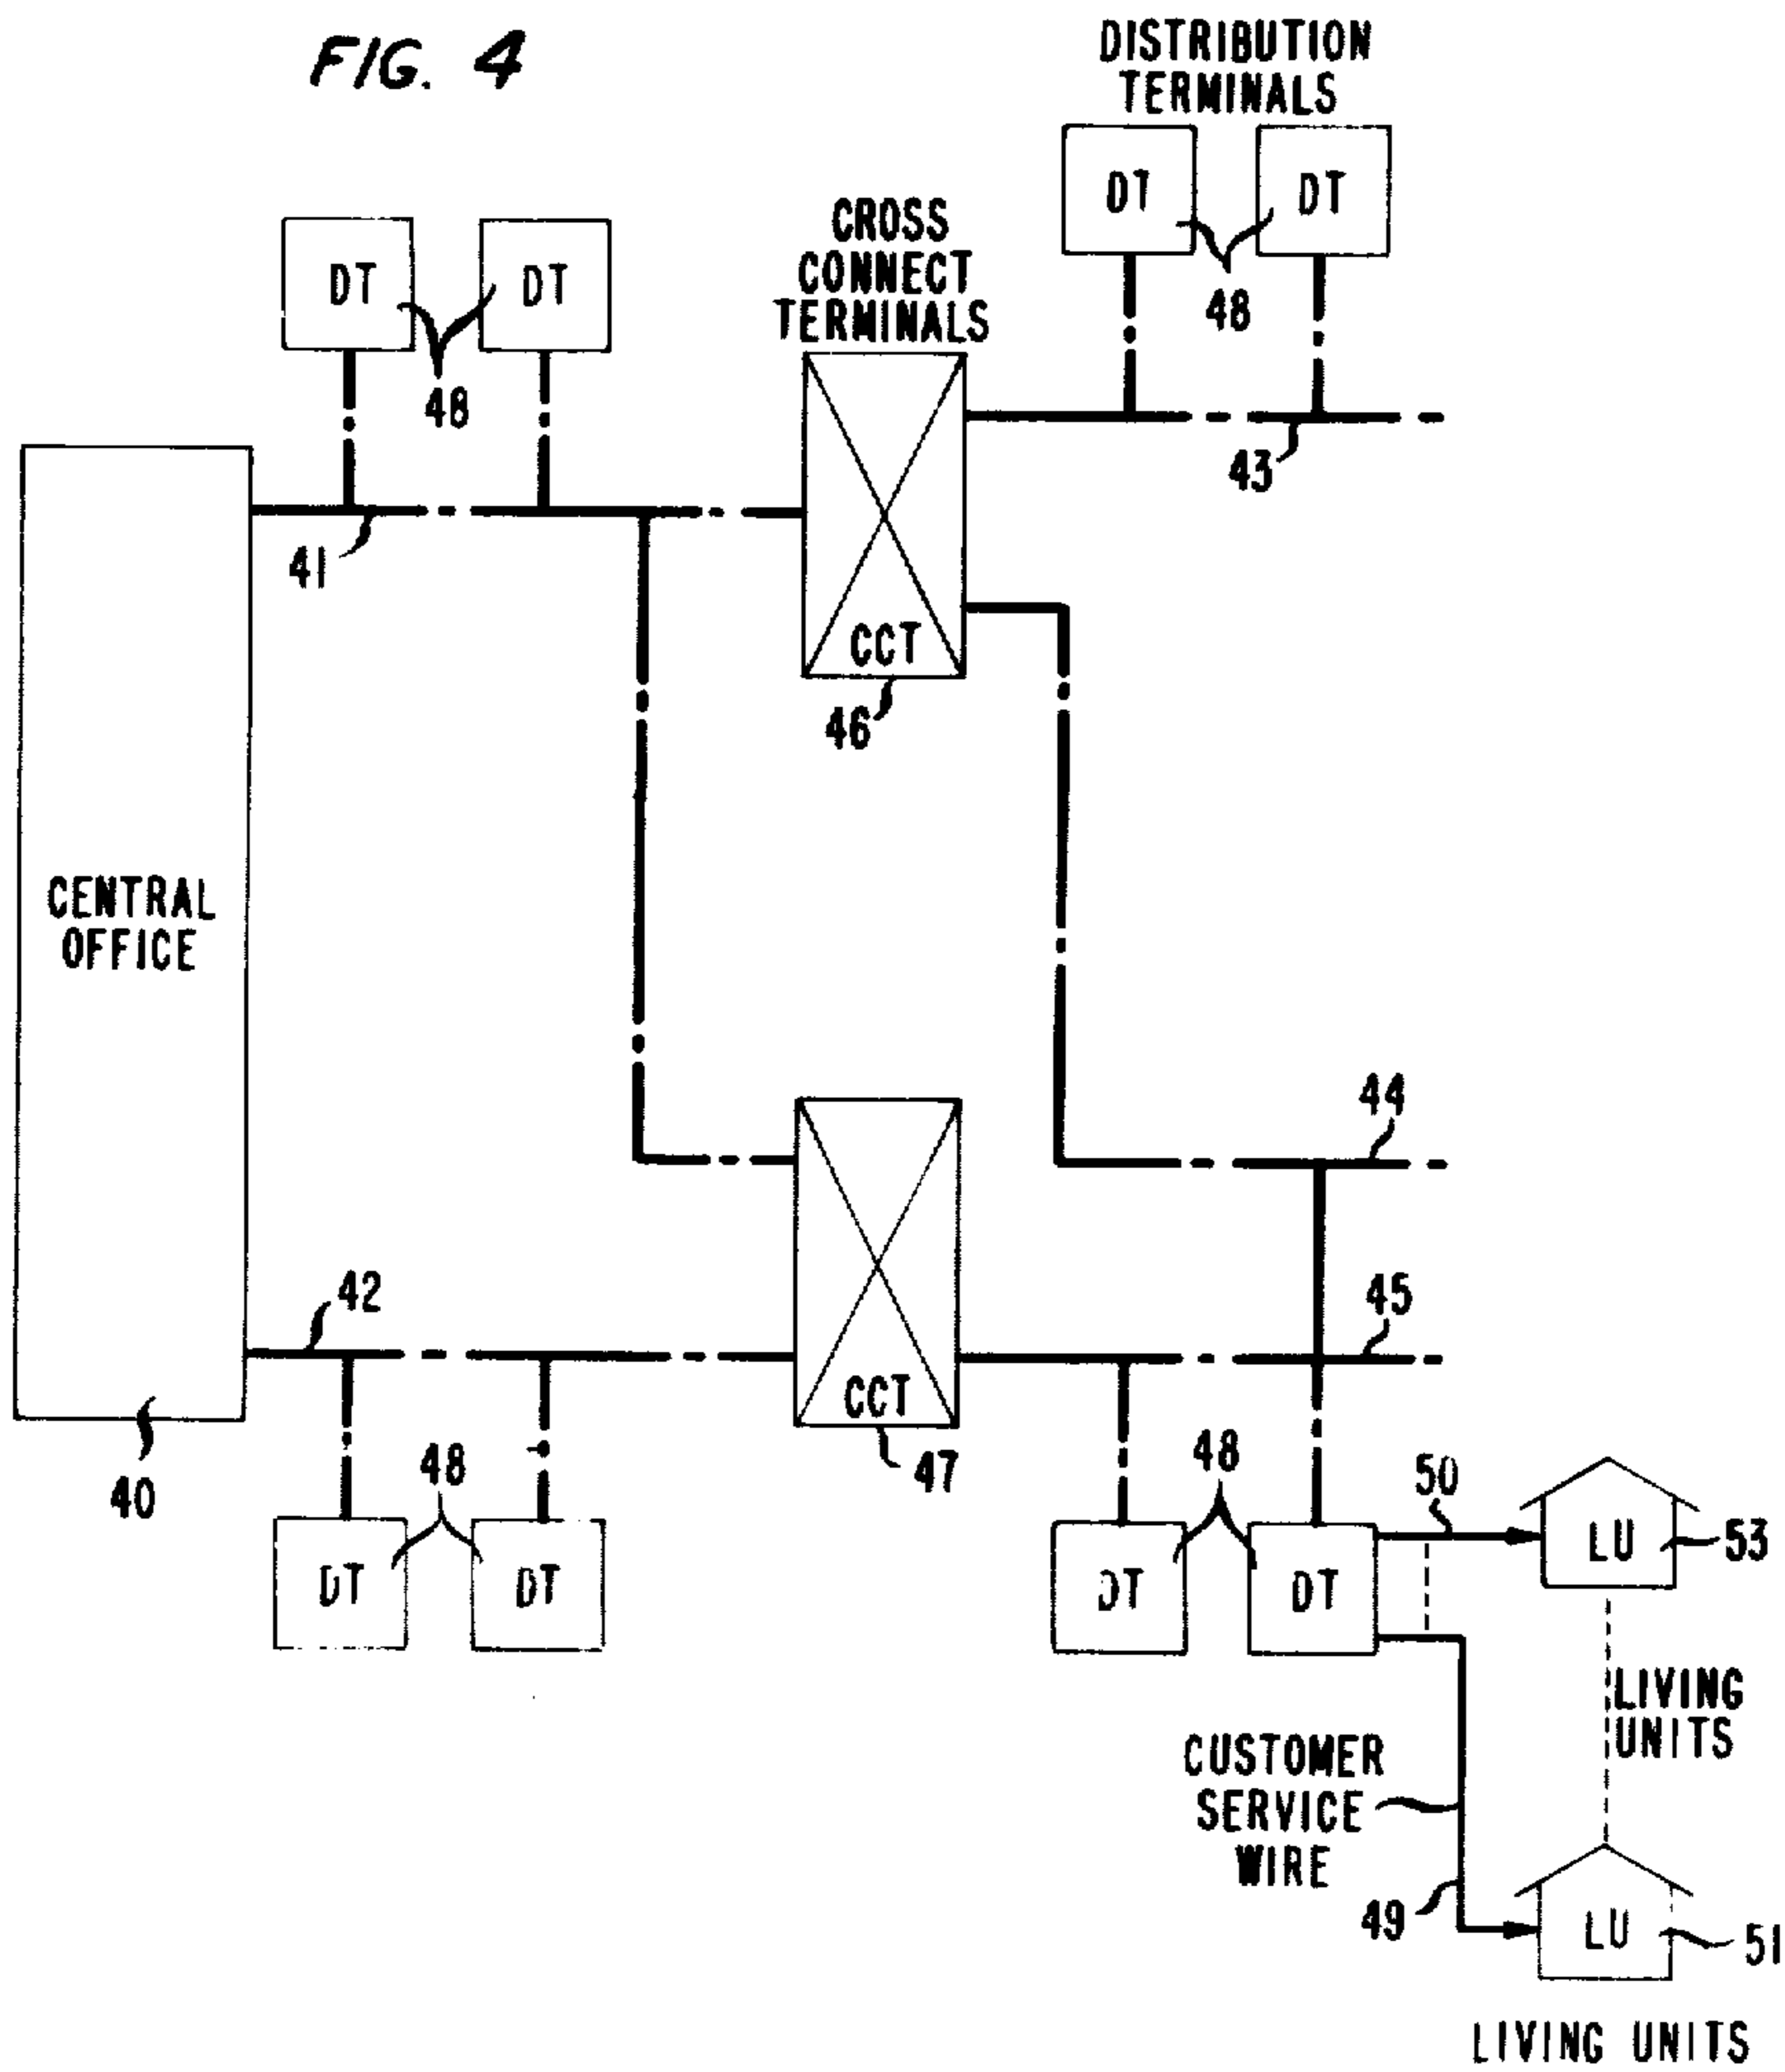 FIG. 4
DISTRIBUTION
TERMINALS
DT
DT
48
CROSS
CONNECT
TERMINALS
DT
DT
48
43
41
CCT
46
CENTRAL
OFFICE
44
42
45
CCT
47
40
48
DT
DT
48
DT
DT
50
LU
53
LIVING
UNITS
CUSTOMER
SERVICE
WIRE
49
LU
51
LIVING UNITS